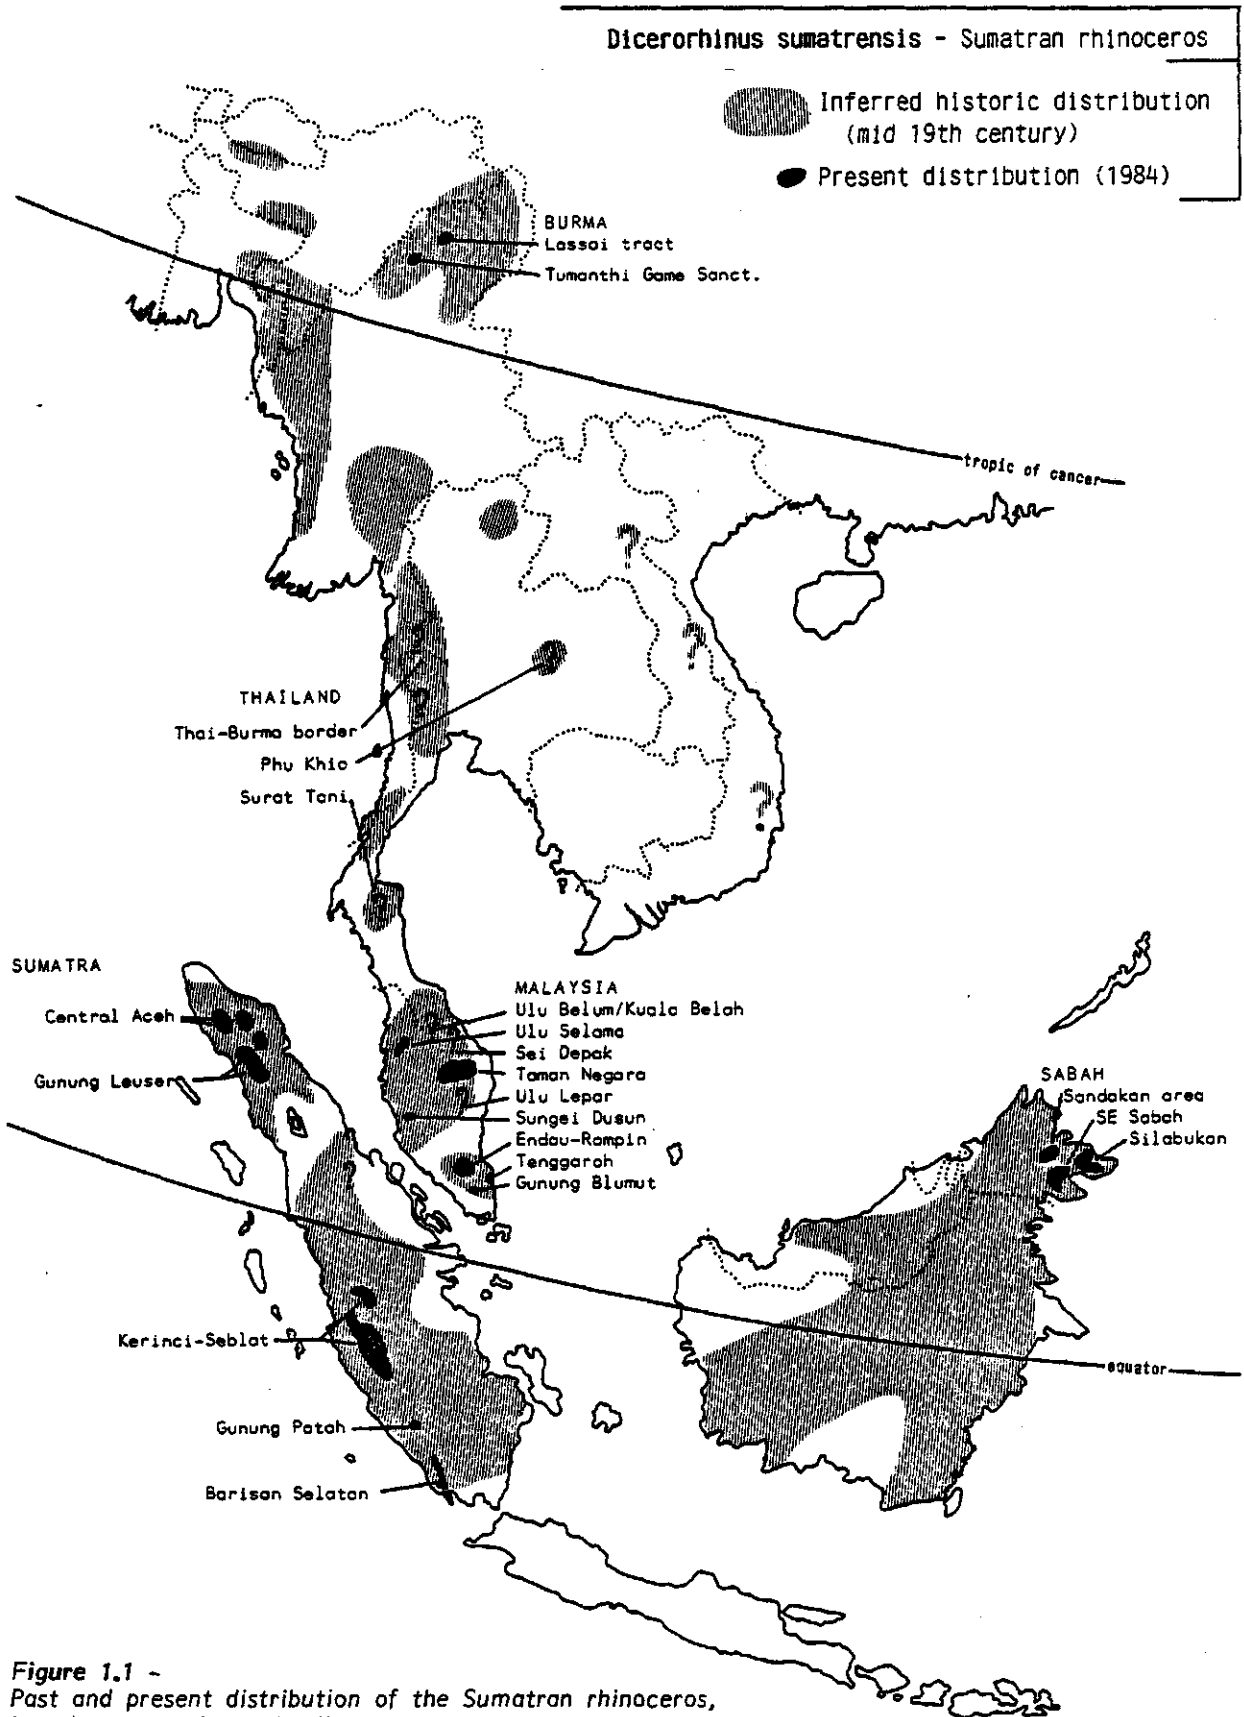 Dicerorhinus sumatrensis - Sumatran rhinoceros
Inferred historic distribution
(mid 19th century)
Present distribution (1984)
BURMA
Lassai tract
Tumanthi Game Sanct.
tropic of cancer
?
?
?
THAILAND
Thai-Burma border
Phu Khio
Surat Tani
SUMATRA
Central Aceh
Gunung Leuser
MALAYSIA
Ulu Belum/Kuala Belah
Ulu Selama
Sei Depak
Taman Negara
Ulu Lepar
Sungei Dusun
Endau-Rompin
Tenggaroh
Gunung Blumut
SABAH
Sandakan area
SE Sabah
Silabukan
Kerinci-Seblat
equator
Gunung Patah
Barisan Selatan
Figure 1.1 -
Past and present distribution of the Sumatran rhinoceros,